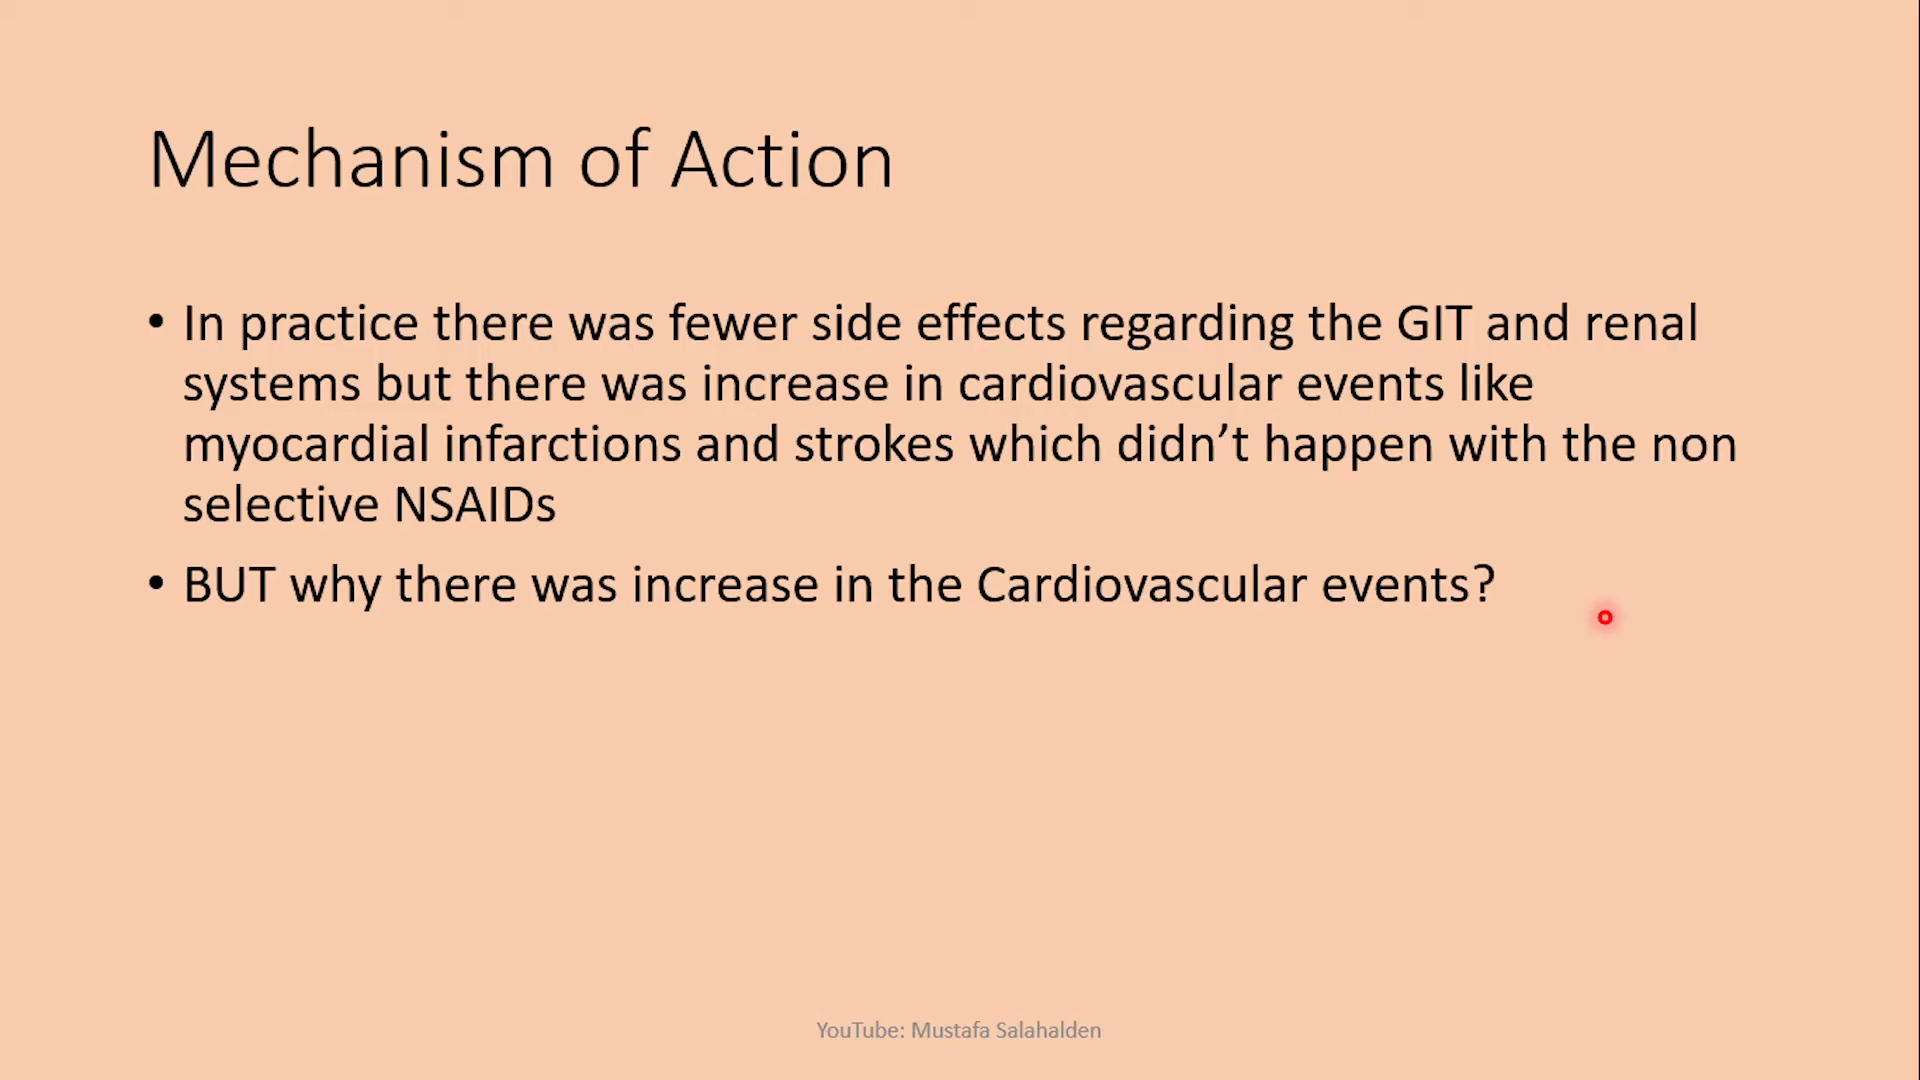 Mechanism of Action
• In practice there was fewer side effects regarding the GIT and renal
systems but there was increase in cardiovascular events like
myocardial infarctions and strokes which didn’t happen with the non
selective NSAIDs
• BUT why there was increase in the Cardiovascular events?
YouTube: Mustafa Salahalden